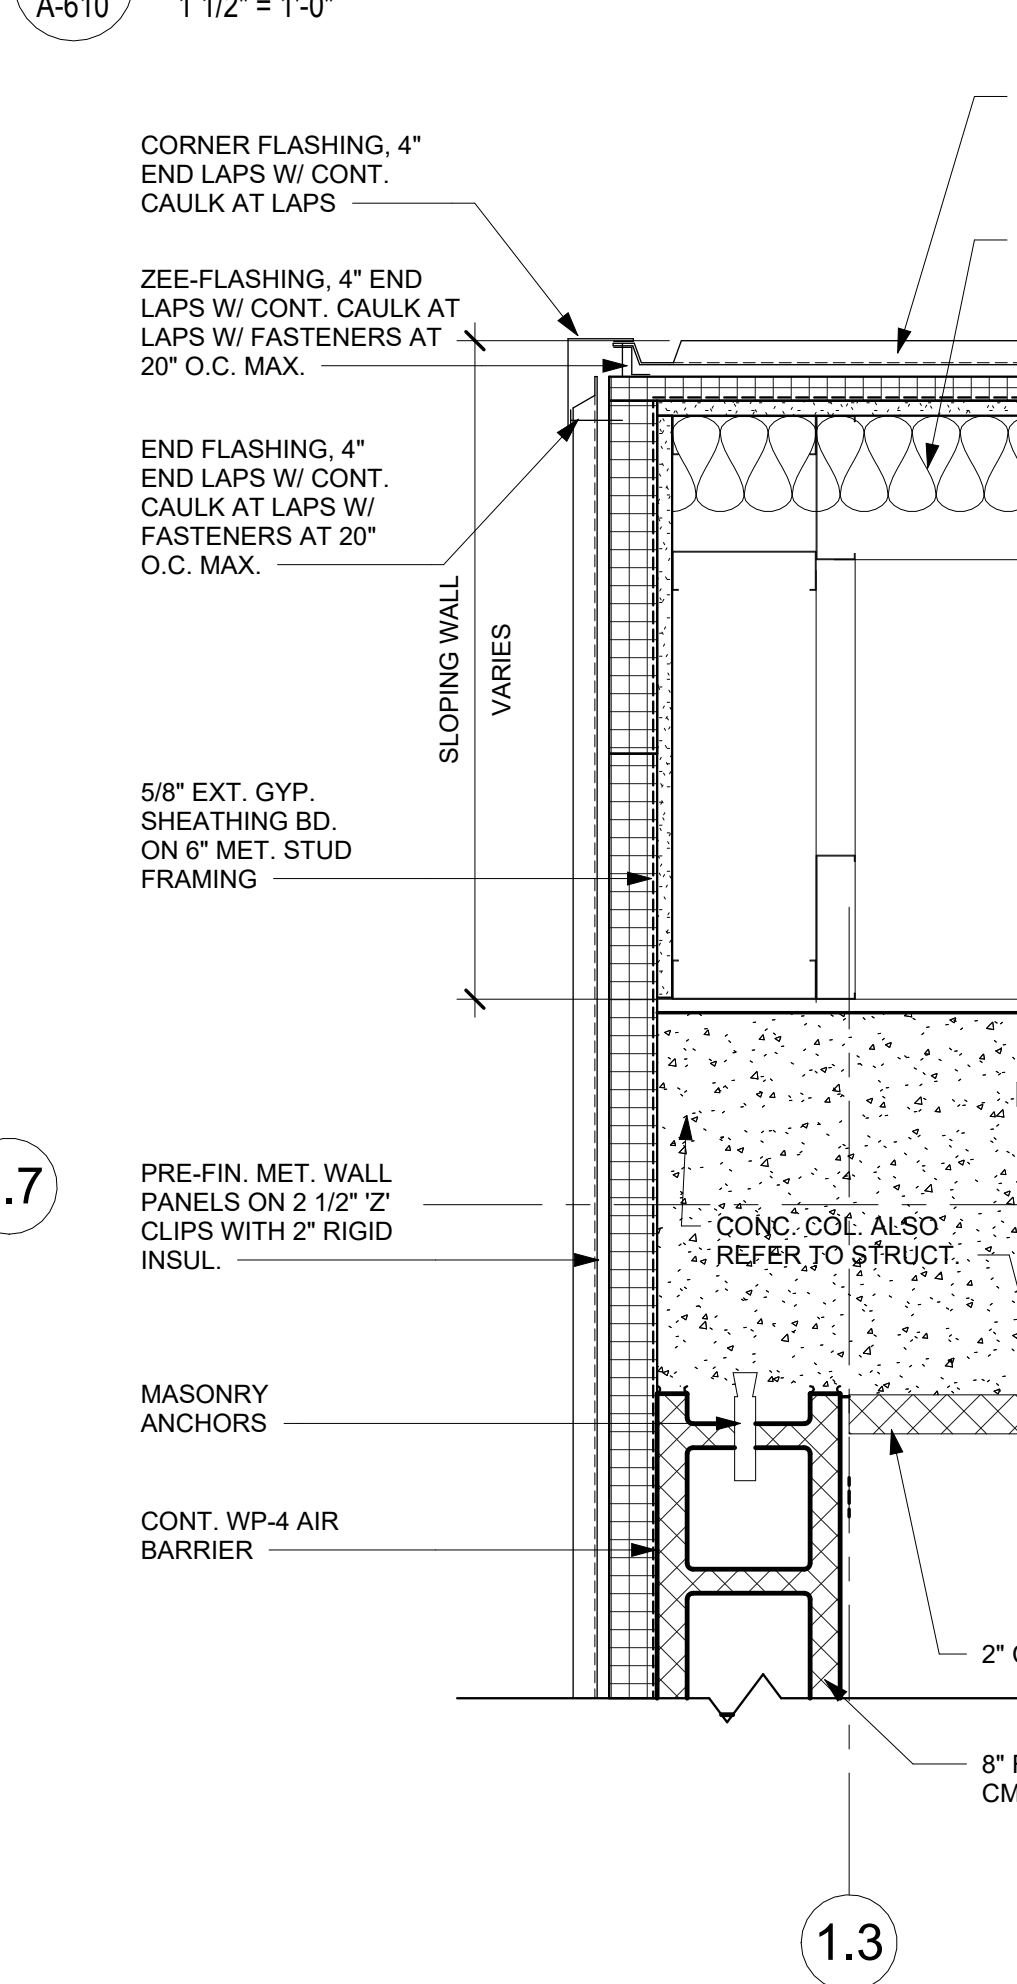 A-610
1 1/2" = 1'-0"
CORNER FLASHING, 4"
END LAPS W/ CONT.
CAULK AT LAPS
ZEE-FLASHING, 4" END
LAPS W/ CONT. CAULK AT
LAPS W/ FASTENERS AT
20" O.C. MAX.
END FLASHING, 4"
END LAPS W/ CONT.
CAULK AT LAPS W/
FASTENERS AT 20"
O.C. MAX.
SLOPING WALL
VARIES
5/8" EXT. GYP.
SHEATHING BD.
ON 6" MET. STUD
FRAMING
.7
PRE-FIN. MET. WALL
PANELS ON 2 1/2" 'Z'
CLIPS WITH 2" RIGID
INSUL.
CONC. COL. ALSO
REFER TO STRUCT.
MASONRY
ANCHORS
CONT. WP-4 AIR
BARRIER
2"
8"
CM
1.3